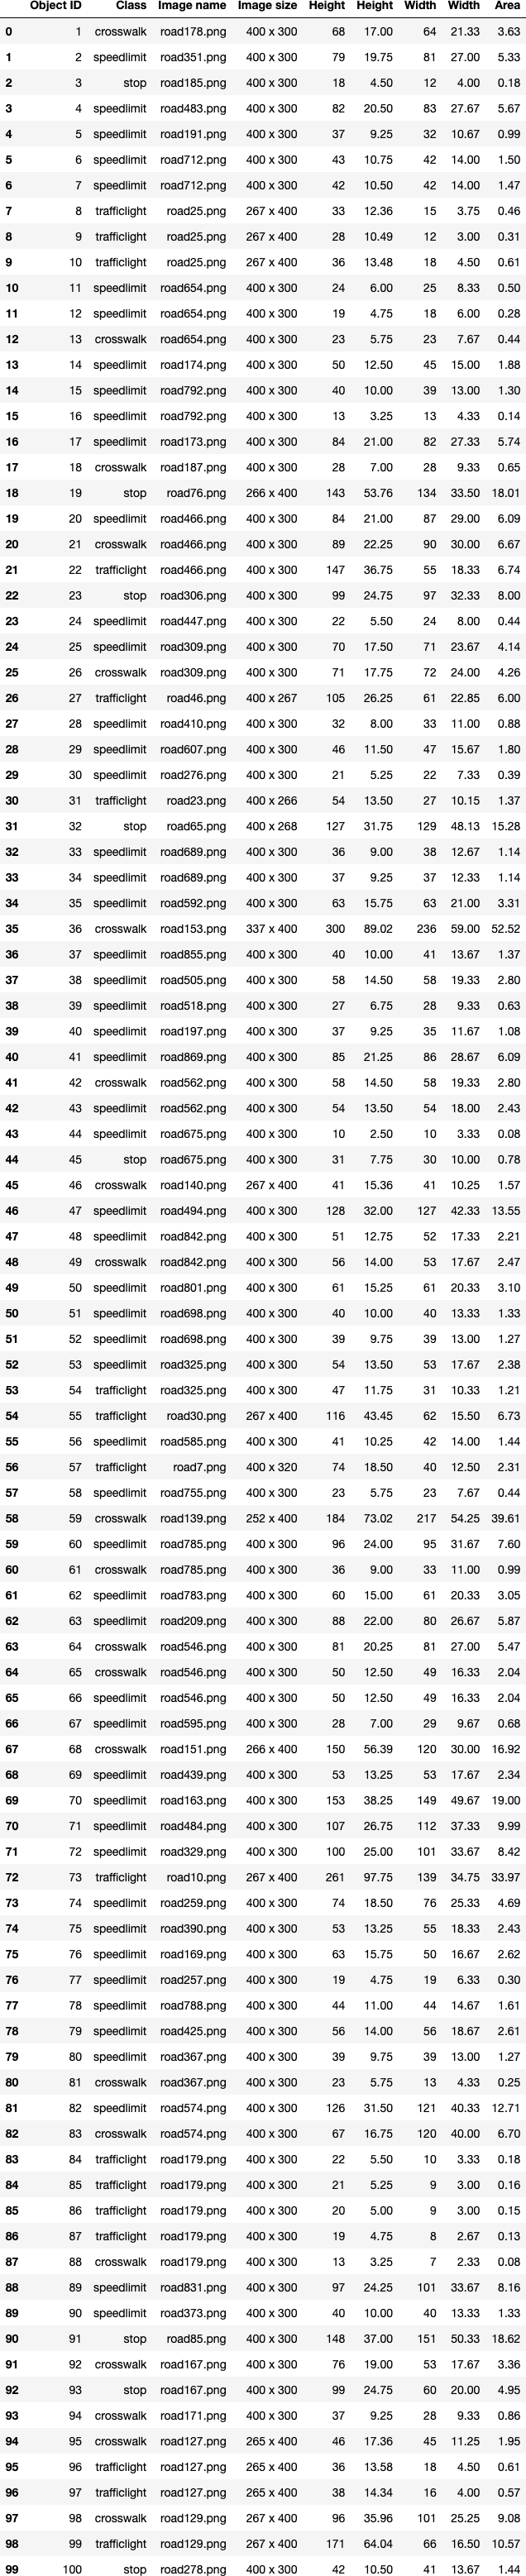 Object ID Class Image name Image size Height Height Width Width Area
0 1 crosswalk road178.png 400 x 300 68 17.00 64 21.33 3.63
1 2 speedlimit road351.png 400 x 300 79 19.75 81 27.00 5.33
2 3 stop road185.png 400 x 300 18 4.50 12 4.00 0.18
3 4 speedlimit road483.png 400 x 300 82 20.50 83 27.67 5.67
4 5 speedlimit road191.png 400 x 300 37 9.25 32 10.67 0.99
5 6 speedlimit road712.png 400 x 300 43 10.75 42 14.00 1.50
6 7 speedlimit road712.png 400 x 300 42 10.50 42 14.00 1.47
7 8 trafficlight road25.png 267 x 400 33 12.36 15 3.75 0.46
8 9 trafficlight road25.png 267 x 400 28 10.49 12 3.00 0.31
9 10 trafficlight road25.png 267 x 400 36 13.48 18 4.50 0.61
10 11 speedlimit road654.png 400 x 300 24 6.00 25 8.33 0.50
11 12 speedlimit road654.png 400 x 300 19 4.75 18 6.00 0.28
12 13 crosswalk road654.png 400 x 300 23 5.75 23 7.67 0.44
13 14 speedlimit road174.png 400 x 300 50 12.50 45 15.00 1.88
14 15 speedlimit road792.png 400 x 300 40 10.00 39 13.00 1.30
15 16 speedlimit road792.png 400 x 300 13 3.25 13 4.33 0.14
16 17 speedlimit road173.png 400 x 300 84 21.00 82 27.33 5.74
17 18 crosswalk road187.png 400 x 300 28 7.00 28 9.33 0.65
18 19 stop road76.png 266 x 400 143 53.76 134 33.50 18.01
19 20 speedlimit road466.png 400 x 300 84 21.00 87 29.00 6.09
20 21 crosswalk road466.png 400 x 300 89 22.25 90 30.00 6.67
21 22 trafficlight road466.png 400 x 300 147 36.75 55 18.33 6.74
22 23 stop road306.png 400 x 300 99 24.75 97 32.33 8.00
23 24 speedlimit road447.png 400 x 300 22 5.50 24 8.00 0.44
24 25 speedlimit road309.png 400 x 300 70 17.50 71 23.67 4.14
25 26 crosswalk road309.png 400 x 300 71 17.75 72 24.00 4.26
26 27 trafficlight road46.png 400 x 267 105 26.25 61 22.85 6.00
27 28 speedlimit road410.png 400 x 300 32 8.00 33 11.00 0.88
28 29 speedlimit road607.png 400 x 300 46 11.50 47 15.67 1.80
29 30 speedlimit road276.png 400 x 300 21 5.25 22 7.33 0.39
30 31 trafficlight road23.png 400 x 266 54 13.50 27 10.15 1.37
31 32 stop road65.png 400 x 268 127 31.75 129 48.13 15.28
32 33 speedlimit road689.png 400 x 300 36 9.00 38 12.67 1.14
33 34 speedlimit road689.png 400 x 300 37 9.25 37 12.33 1.14
34 35 speedlimit road592.png 400 x 300 63 15.75 63 21.00 3.31
35 36 crosswalk road153.png 337 x 400 300 89.02 236 59.00 52.52
36 37 speedlimit road855.png 400 x 300 40 10.00 41 13.67 1.37
37 38 speedlimit road505.png 400 x 300 58 14.50 58 19.33 2.80
38 39 speedlimit road518.png 400 x 300 27 6.75 28 9.33 0.63
39 40 speedlimit road197.png 400 x 300 37 9.25 35 11.67 1.08
40 41 speedlimit road869.png 400 x 300 85 21.25 86 28.67 6.09
41 42 crosswalk road562.png 400 x 300 58 14.50 58 19.33 2.80
42 43 speedlimit road562.png 400 x 300 54 13.50 54 18.00 2.43
43 44 speedlimit road675.png 400 x 300 10 2.50 10 3.33 0.08
44 45 stop road675.png 400 x 300 31 7.75 30 10.00 0.78
45 46 crosswalk road140.png 267 x 400 41 15.36 41 10.25 1.57
46 47 speedlimit road494.png 400 x 300 128 32.00 127 42.33 13.55
47 48 speedlimit road842.png 400 x 300 51 12.75 52 17.33 2.21
48 49 crosswalk road842.png 400 x 300 56 14.00 53 17.67 2.47
49 50 speedlimit road801.png 400 x 300 61 15.25 61 20.33 3.10
50 51 speedlimit road698.png 400 x 300 40 10.00 40 13.33 1.33
51 52 speedlimit road698.png 400 x 300 39 9.75 39 13.00 1.27
52 53 speedlimit road325.png 400 x 300 54 13.50 53 17.67 2.38
53 54 trafficlight road325.png 400 x 300 47 11.75 31 10.33 1.21
54 55 trafficlight road30.png 267 x 400 116 43.45 62 15.50 6.73
55 56 speedlimit road585.png 400 x 300 41 10.25 42 14.00 1.44
56 57 trafficlight road7.png 400 x 320 74 18.50 40 12.50 2.31
57 58 speedlimit road755.png 400 x 300 23 5.75 23 7.67 0.44
58 59 crosswalk road139.png 252 x 400 184 73.02 217 54.25 39.61
59 60 speedlimit road785.png 400 x 300 96 24.00 95 31.67 7.60
60 61 crosswalk road785.png 400 x 300 36 9.00 33 11.00 0.99
61 62 speedlimit road783.png 400 x 300 60 15.00 61 20.33 3.05
62 63 speedlimit road209.png 400 x 300 88 22.00 80 26.67 5.87
63 64 crosswalk road546.png 400 x 300 81 20.25 81 27.00 5.47
64 65 crosswalk road546.png 400 x 300 50 12.50 49 16.33 2.04
65 66 speedlimit road546.png 400 x 300 50 12.50 49 16.33 2.04
66 67 speedlimit road595.png 400 x 300 28 7.00 29 9.67 0.68
67 68 crosswalk road151.png 266 x 400 150 56.39 120 30.00 16.92
68 69 speedlimit road439.png 400 x 300 53 13.25 53 17.67 2.34
69 70 speedlimit road163.png 400 x 300 153 38.25 149 49.67 19.00
70 71 speedlimit road484.png 400 x 300 107 26.75 112 37.33 9.99
71 72 speedlimit road329.png 400 x 300 100 25.00 101 33.67 8.42
72 73 trafficlight road10.png 267 x 400 261 97.75 139 34.75 33.97
73 74 speedlimit road259.png 400 x 300 74 18.50 76 25.33 4.69
74 75 speedlimit road390.png 400 x 300 53 13.25 55 18.33 2.43
75 76 speedlimit road169.png 400 x 300 63 15.75 50 16.67 2.62
76 77 speedlimit road257.png 400 x 300 19 4.75 19 6.33 0.30
77 78 speedlimit road788.png 400 x 300 44 11.00 44 14.67 1.61
78 79 speedlimit road425.png 400 x 300 56 14.00 56 18.67 2.61
79 80 speedlimit road367.png 400 x 300 39 9.75 39 13.00 1.27
80 81 crosswalk road367.png 400 x 300 23 5.75 13 4.33 0.25
81 82 speedlimit road574.png 400 x 300 126 31.50 121 40.33 12.71
82 83 crosswalk road574.png 400 x 300 67 16.75 120 40.00 6.70
83 84 trafficlight road179.png 400 x 300 22 5.50 10 3.33 0.18
84 85 trafficlight road179.png 400 x 300 21 5.25 9 3.00 0.16
85 86 trafficlight road179.png 400 x 300 20 5.00 9 3.00 0.15
86 87 trafficlight road179.png 400 x 300 19 4.75 8 2.67 0.13
87 88 crosswalk road179.png 400 x 300 13 3.25 7 2.33 0.08
88 89 speedlimit road831.png 400 x 300 97 24.25 101 33.67 8.16
89 90 speedlimit road373.png 400 x 300 40 10.00 40 13.33 1.33
90 91 stop road85.png 400 x 300 148 37.00 151 50.33 18.62
91 92 crosswalk road167.png 400 x 300 76 19.00 53 17.67 3.36
92 93 stop road167.png 400 x 300 99 24.75 60 20.00 4.95
93 94 crosswalk road171.png 400 x 300 37 9.25 28 9.33 0.86
94 95 crosswalk road127.png 265 x 400 46 17.36 45 11.25 1.95
95 96 trafficlight road127.png 265 x 400 36 13.58 18 4.50 0.61
96 97 trafficlight road127.png 265 x 400 38 14.34 16 4.00 0.57
97 98 crosswalk road129.png 267 x 400 96 35.96 101 25.25 9.08
98 99 trafficlight road129.png 267 x 400 171 64.04 66 16.50 10.57
99 100 stop road278.png 400 x 300 42 10.50 41 13.67 1.44